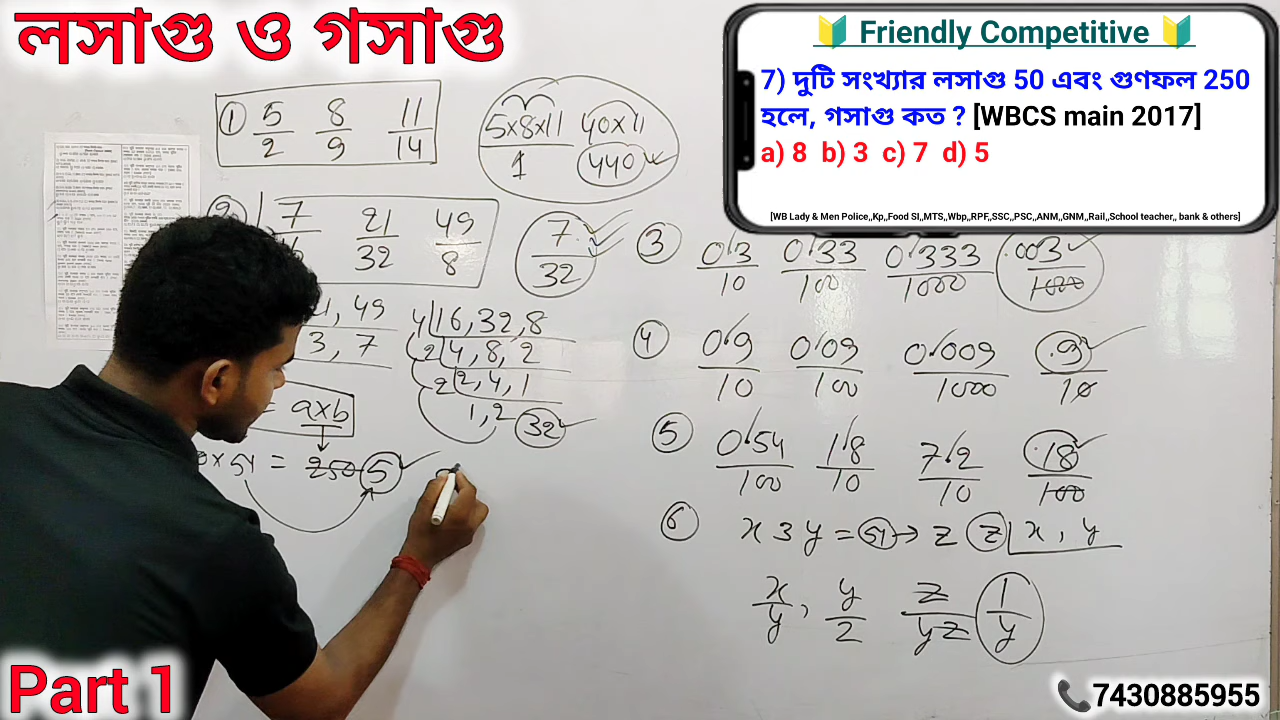 লসাগু ও গসাগু
🔰 Friendly Competitive 🔰
7) দুটি সংখ্যার লসাগু 50 এবং গুণফল 250
হলে, গসাগু কত ? [WBCS main 2017]
a) 8 b) 3 c) 7 d) 5
[WB Lady & Men Police,,Kp,,Food SI,,MTS,,Wbp,,RPF,,SI,,CP,,PSC,,ANM,,GNM,,Rail,,School teacher,, bank & others]
① 5/2 8/9 11/14
5×8×11/1 40×11
440
7 21/32 49/8
7/32
, 49
3, 7
4 | 16, 32, 8
2 | 4, 8, 2
2 | 2, 4, 1
1, 2 32
= a×b
× গ = 250 5
③ 0.3/10 0.33/100 0.333/1000 .003/1000
④ 0.9/10 0.09/100 0.009/1000 .9/10
⑤ 0.54/100 1.8/10 7.2/10 .18/100
⑥ x ও y = গ → z z | x, y
x/y, y/2 z/yz 1/y
Part 1
📞7430885955